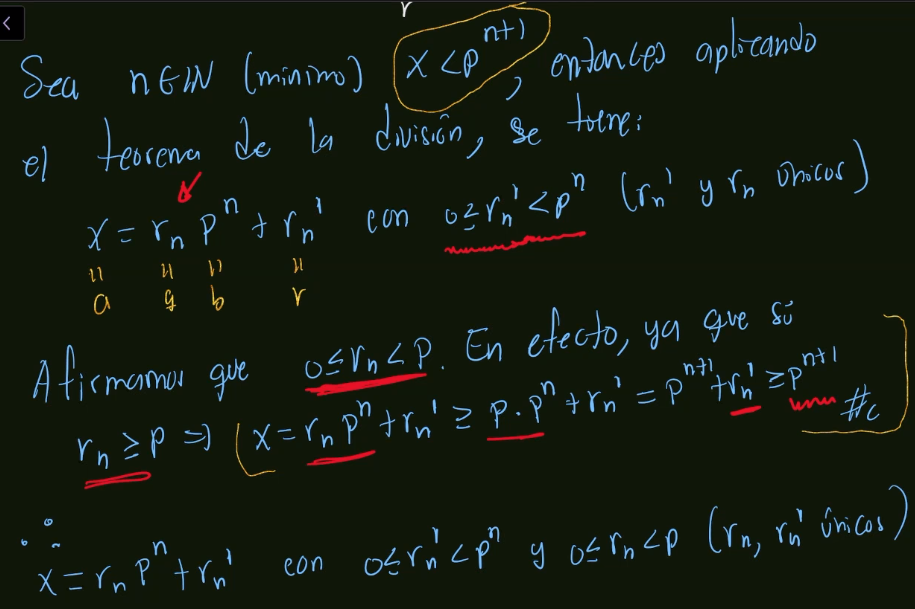 r
Sea n∈ℕ (mínimo) x < p^{n+1}, entonces aplicando
el teorema de la división, se tiene:
x = r_n p^n + r_n' con 0 ≤ r_n' < p^n (r_n' y r_n únicos)
" " " "
a q b r
Afirmamos que 0 ≤ r_n < p. En efecto, ya que si
r_n ≥ p ⇒ x = r_n p^n + r_n' ≥ p · p^n + r_n' = p^{n+1} + r_n' ≥ p^{n+1} #c
∴ x = r_n p^n + r_n' con 0 ≤ r_n' < p^n y 0 ≤ r_n < p (r_n, r_n' únicos)